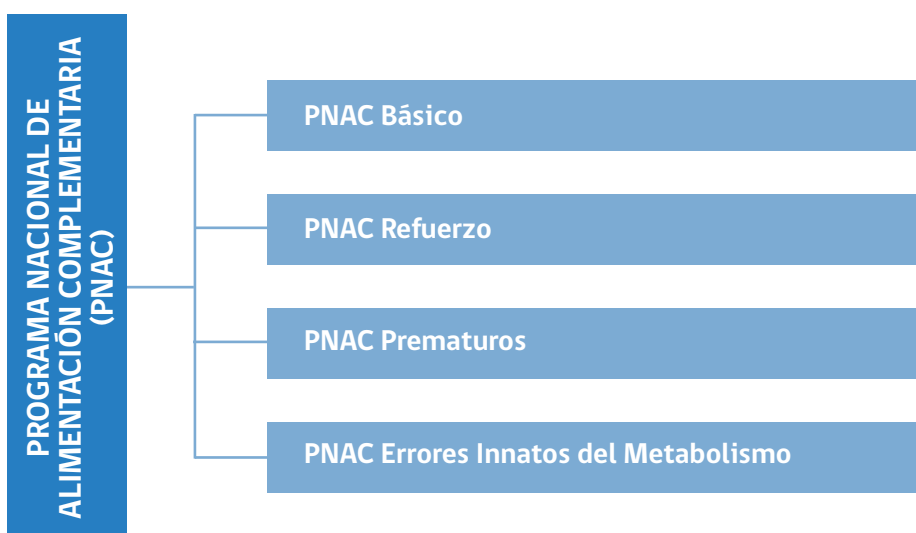 PROGRAMA NACIONAL DE
ALIMENTACIÓN COMPLEMENTARIA
(PNAC)
PNAC Básico
PNAC Refuerzo
PNAC Prematuros
PNAC Errores Innatos del Metabolismo